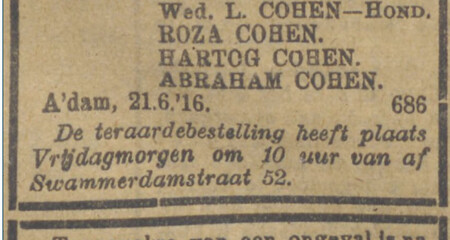 Wed. L. COHEN—HOND.
ROZA COHEN.
HARTOG COHEN.
ABRAHAM COHEN.
A'dam, 21.6.'16. 686
De teraardebestelling heeft plaats
Vrijdagmorgen om 10 uur van af
Swammerdamstraat 52.